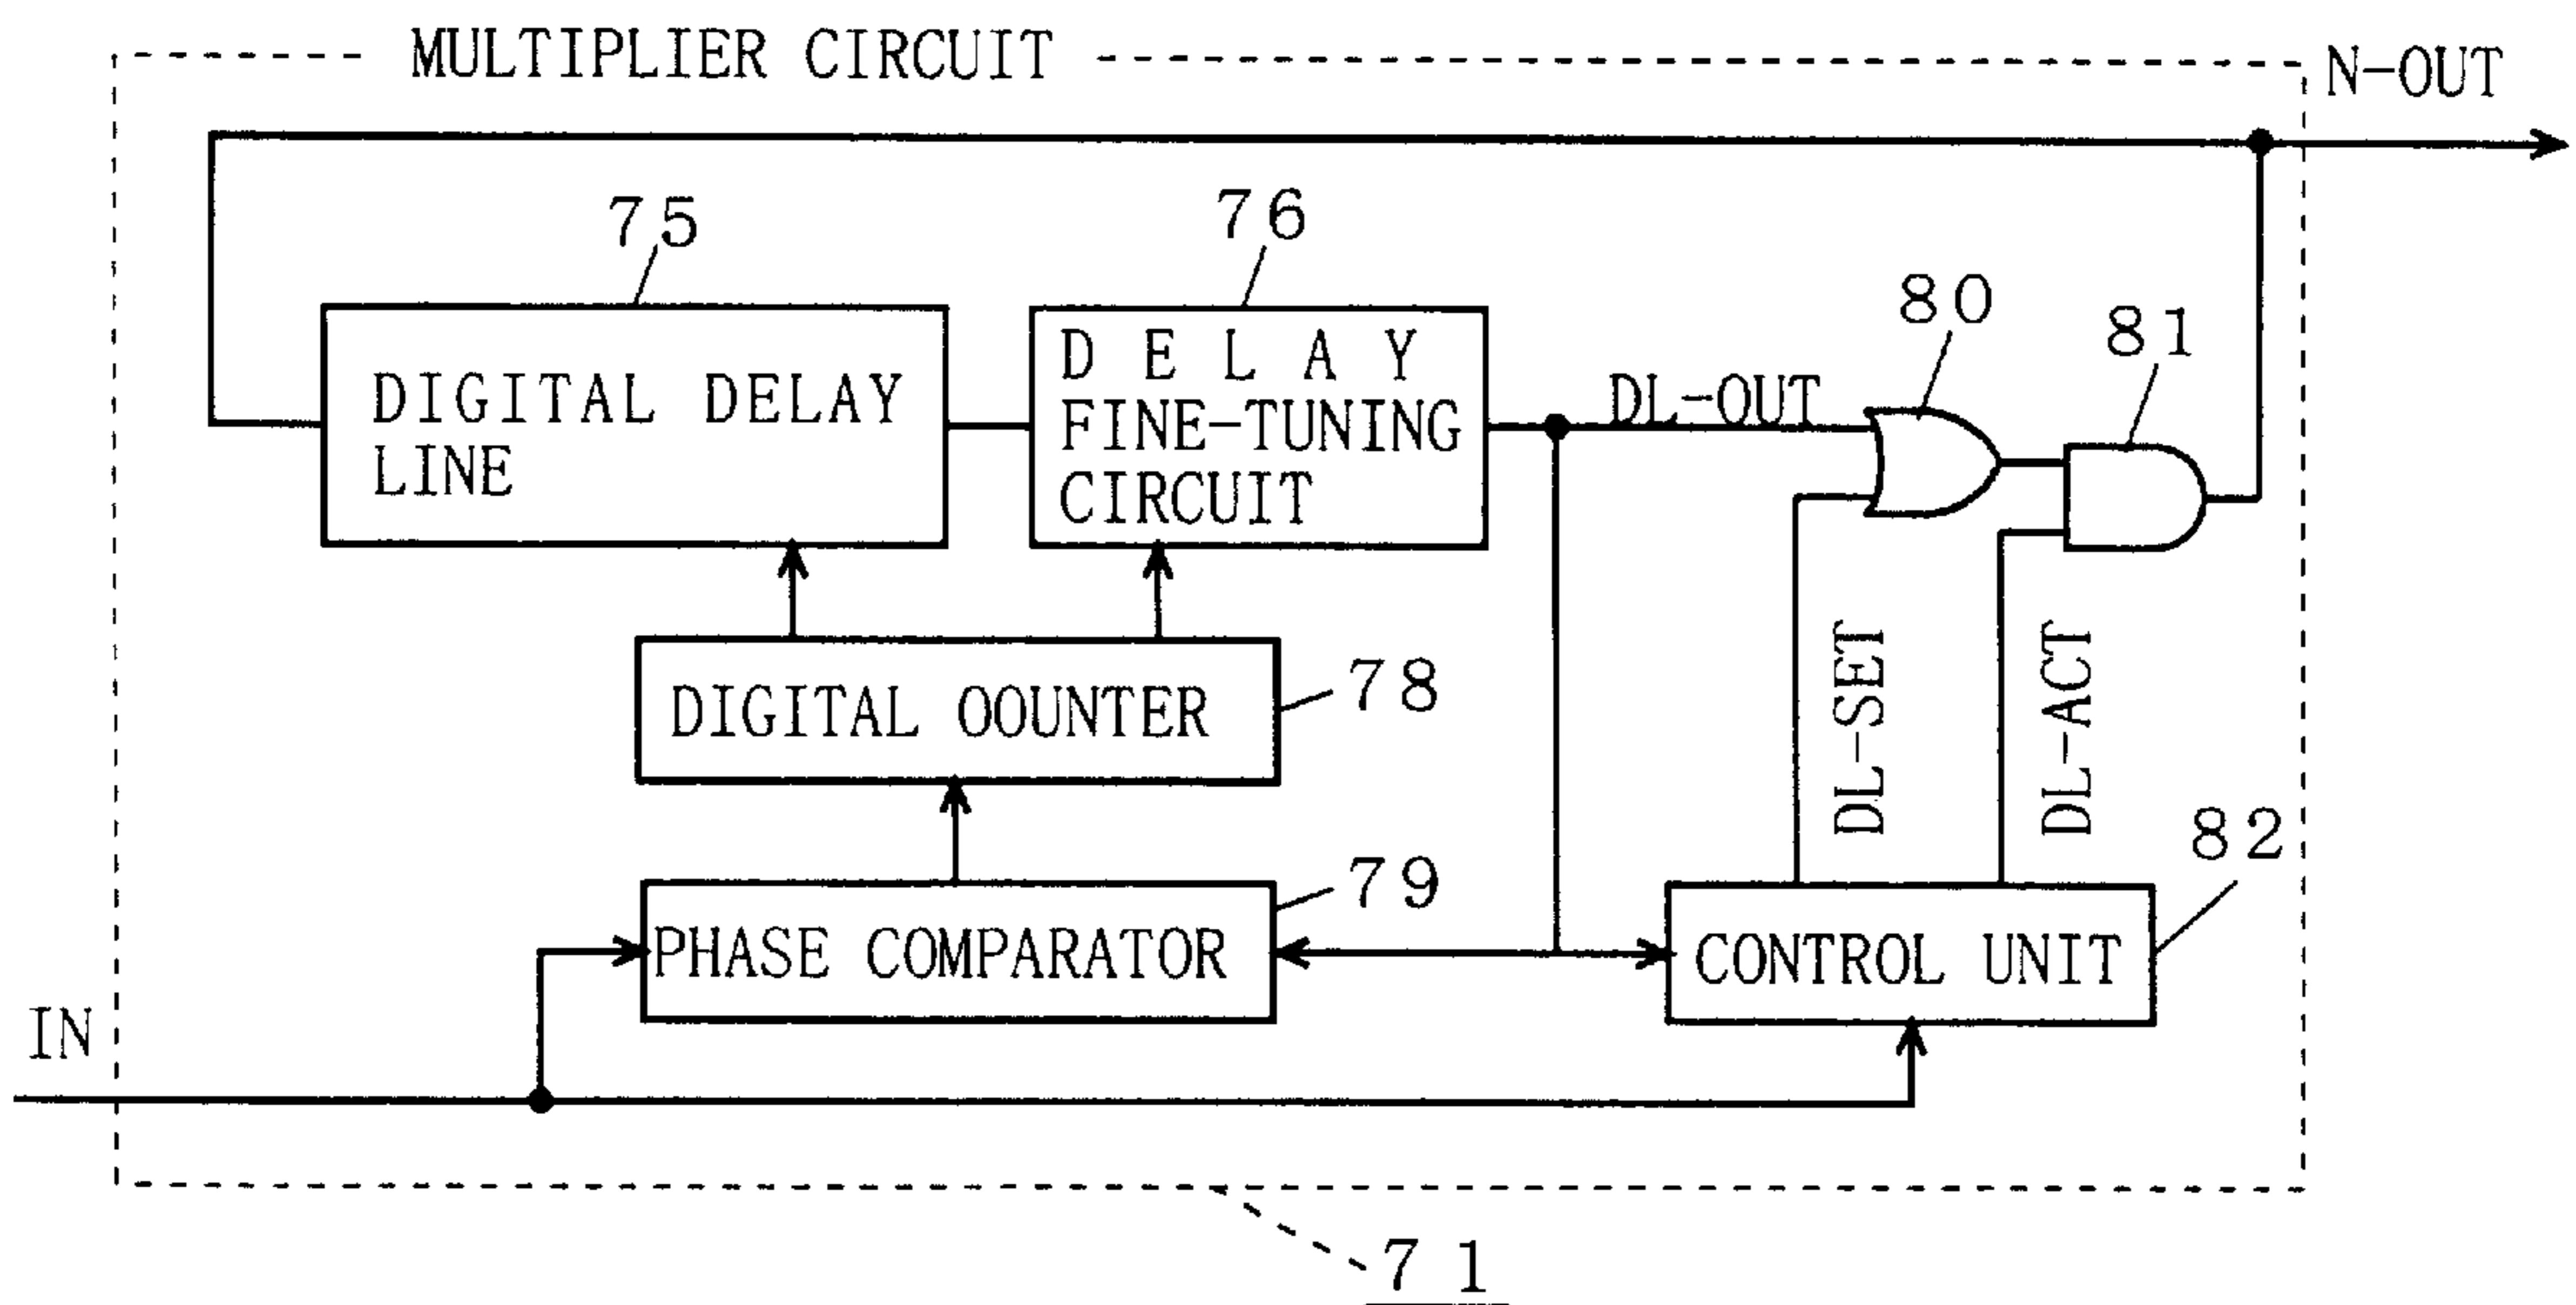 MULTIPLIER CIRCUIT
N-OUT
75
76
80
81
DIGITAL DELAY
LINE
DELAY
FINE-TUNING
CIRCUIT
DL-OUT
DIGITAL OOUNTER
78
DL-SET
DL-ACT
82
PHASE COMPARATOR
79
CONTROL UNIT
IN
71